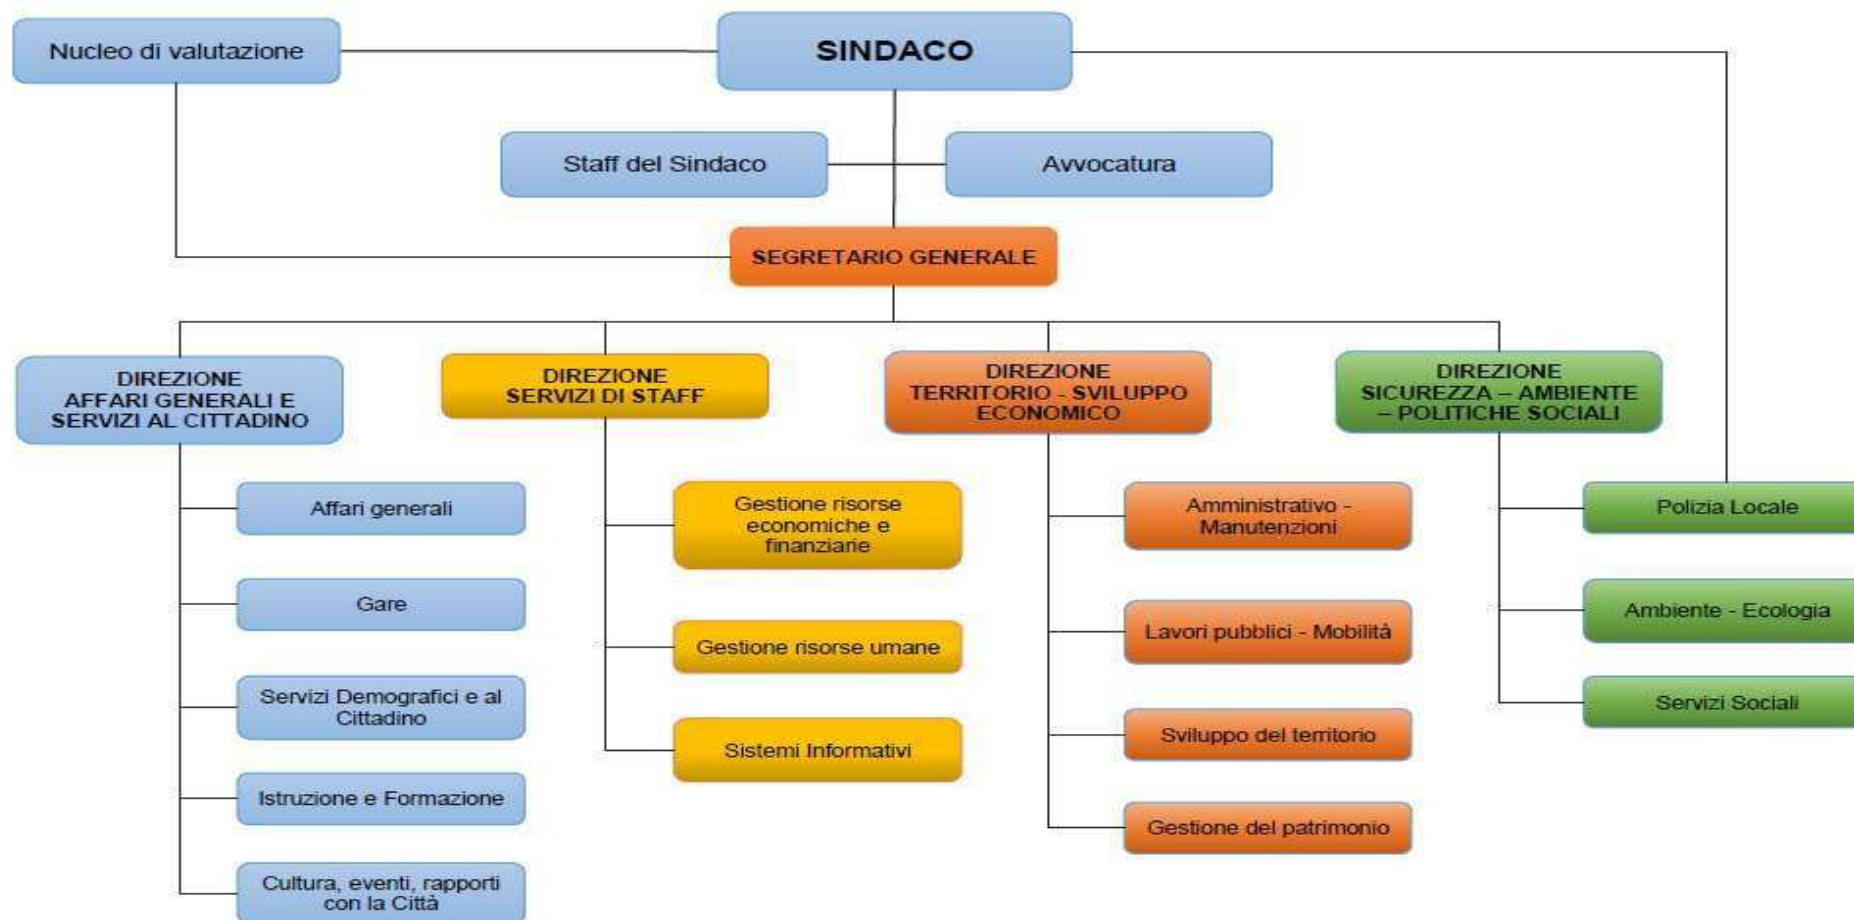 Nucleo di valutazione
SINDACO
Staff del Sindaco
Avvocatura
SEGRETARIO GENERALE
DIREZIONE
AFFARI GENERALI E
SERVIZI AL CITTADINO
DIREZIONE
SERVIZI DI STAFF
DIREZIONE
TERRITORIO - SVILUPPO
ECONOMICO
DIREZIONE
SICUREZZA – AMBIENTE
– POLITICHE SOCIALI
Affari generali
Gare
Servizi Demografici e al
Cittadino
Istruzione e Formazione
Cultura, eventi, rapporti
con la Città
Gestione risorse
economiche e
finanziarie
Gestione risorse umane
Sistemi Informativi
Amministrativo -
Manutenzioni
Lavori pubblici - Mobilità
Sviluppo del territorio
Gestione del patrimonio
Polizia Locale
Ambiente - Ecologia
Servizi Sociali